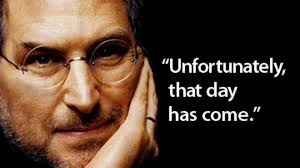 “Unfortunately,
that day
has come.”